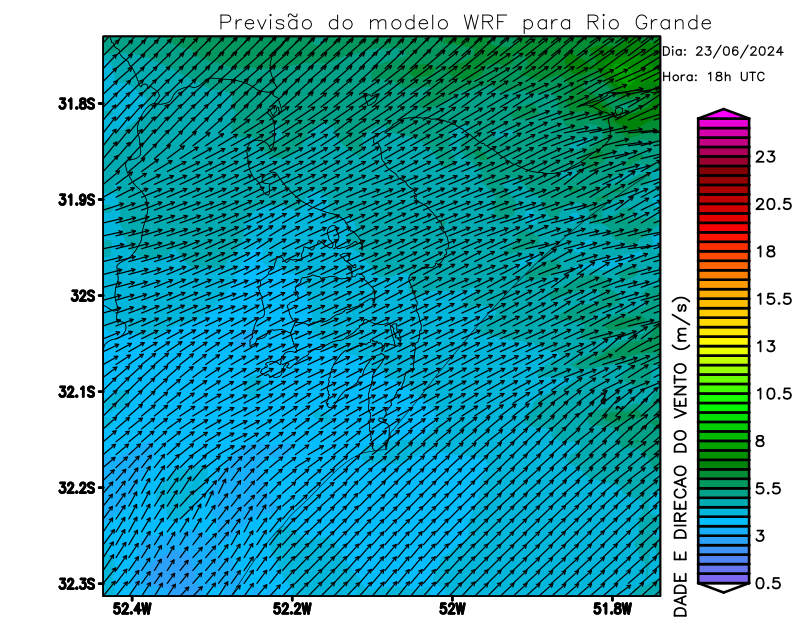 Previsão do modelo WRF para Rio Grande
Dia: 23/06/2024
Hora: 18h UTC
31.8S
31.9S
32S
32.1S
32.2S
32.3S
52.4W
52.2W
52W
51.8W
23
20.5
18
15.5
13
10.5
8
5.5
3
0.5
DADE E DIRECAO DO VENTO (m/s)